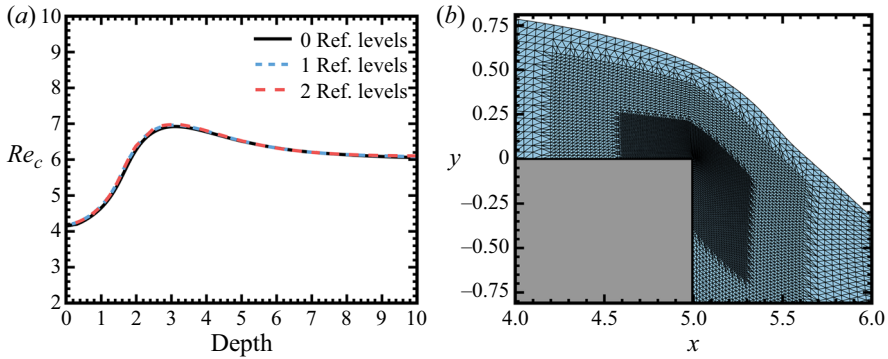 (a)
10
9
8
7
6
5
4
3
2
Re_c
0 Ref. levels
1 Ref. levels
2 Ref. levels
0 1 2 3 4 5 6 7 8 9 10
Depth
(b)
0.75
0.50
0.25
0
–0.25
–0.50
–0.75
y
4.0 4.5 5.0 5.5 6.0
x